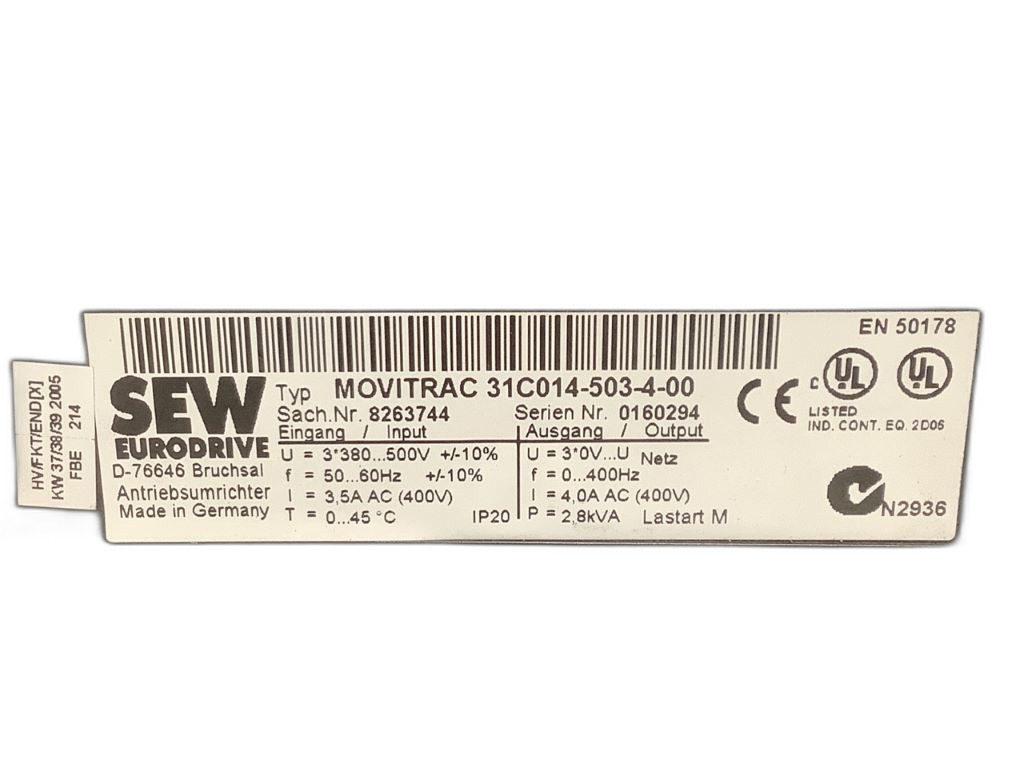 HV/FKT/END[X]
KW 37/38/39 2005
FBE 214
EN 50178
SEW
EURODRIVE
D-76646 Bruchsal
Antriebsumrichter
Made in Germany
Typ MOVITRAC 31C014-503-4-00
Sach.Nr. 8263744 Serien Nr. 0160294
Eingang / Input Ausgang / Output
U = 3*380...500V +/-10% U = 3*0V...U Netz
f = 50...60Hz +/-10% f = 0...400Hz
I = 3,5A AC (400V) I = 4,0A AC (400V)
T = 0...45 °C IP20 P = 2,8kVA Lastart M
CE
C UL UL
LISTED
IND. CONT. EQ. 2D06
N2936